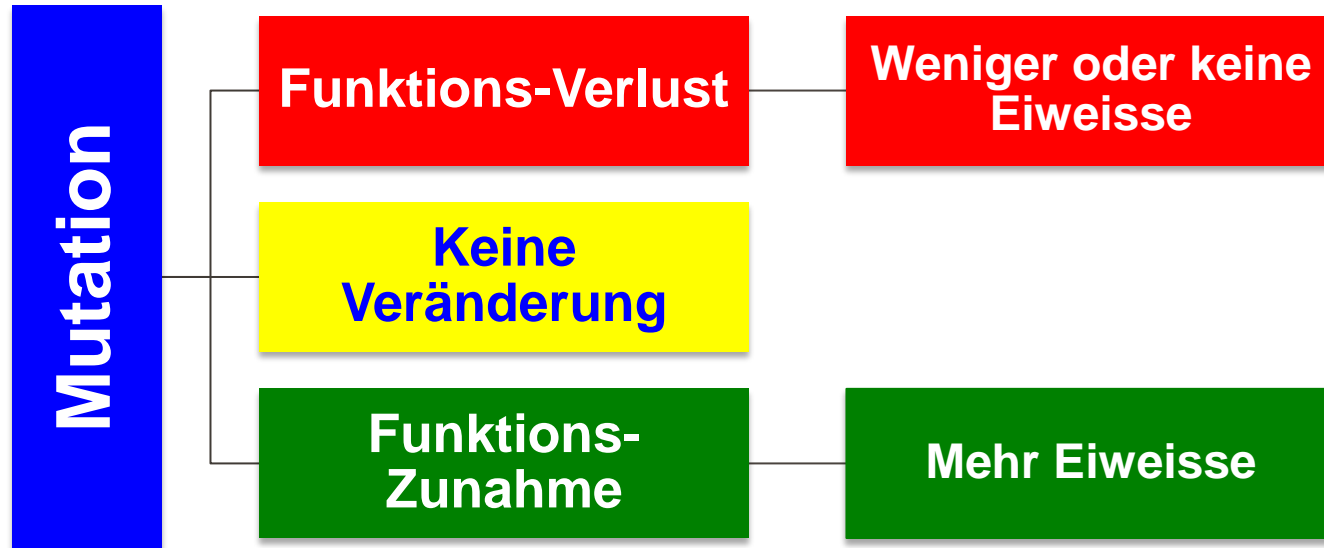 Mutation
Funktions-Verlust
Weniger oder keine
Eiweisse
Keine
Veränderung
Funktions-
Zunahme
Mehr Eiweisse